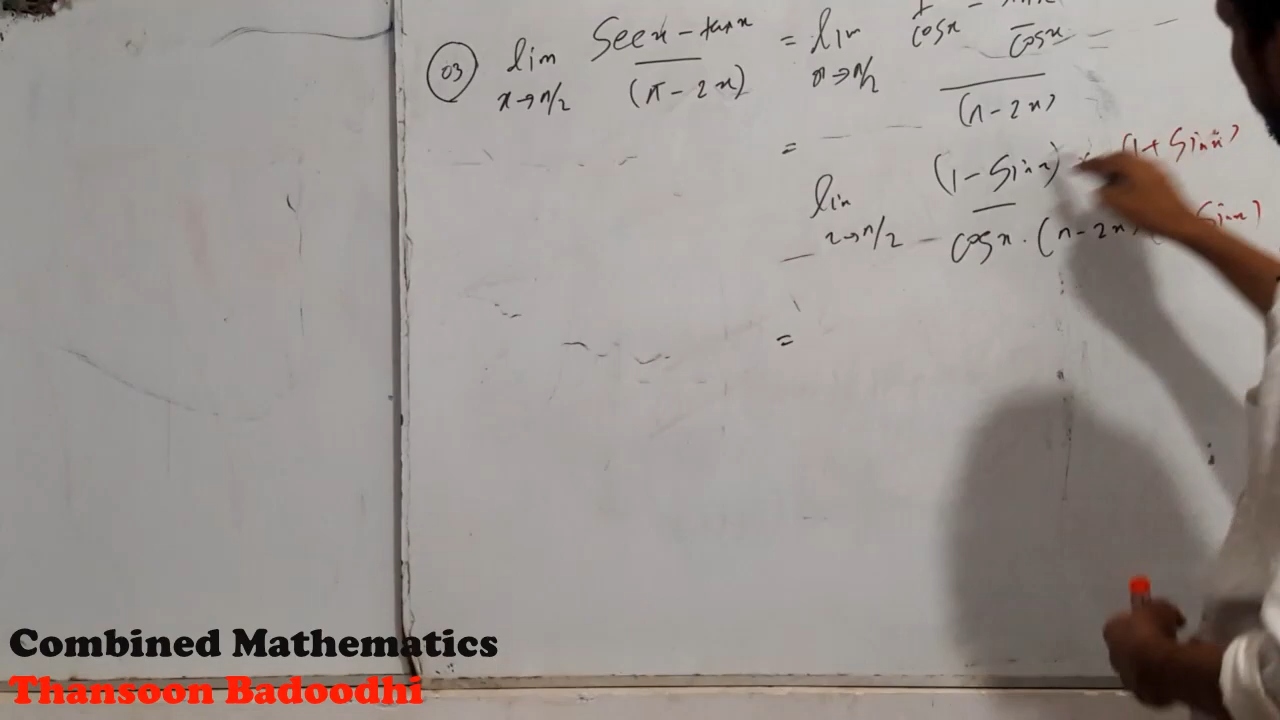 03 lim x→π/2 Sec x − tan x / (π − 2x) = lim x→π/2 1/cos x − sin x/cos x / (π − 2x)
= lim x→π/2 (1 − Sin x) (1 + Sin x) / cos x . (π − 2x) Sin x)
=
Combined Mathematics
Thansoon Badoodhi